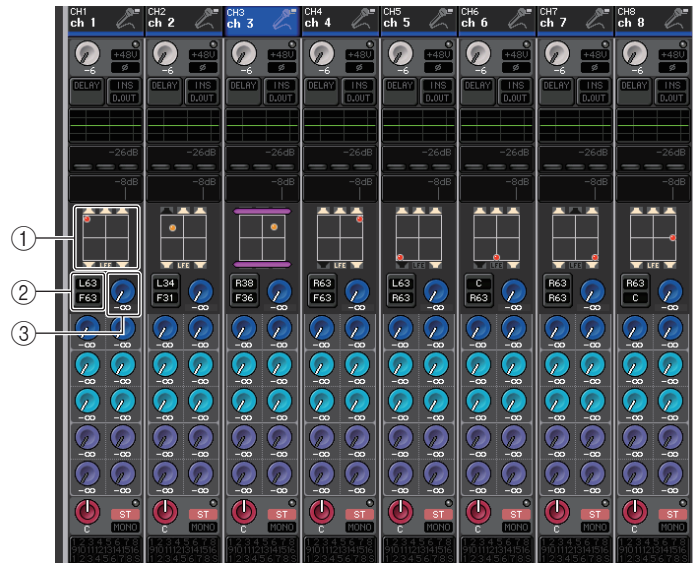 CH1 CH2 CH3 CH4 CH5 CH6 CH7 CH8
ch 1 ch 2 ch 3 ch 4 ch 5 ch 6 ch 7 ch 8
+48V +48V +48V +48V +48V +48V +48V +48V
-6 ø -6 ø -6 ø -6 ø -6 ø -6 ø -6 ø -6 ø
DELAY INS DELAY INS DELAY INS DELAY INS DELAY INS DELAY INS DELAY INS DELAY INS
D.OUT D.OUT D.OUT D.OUT D.OUT D.OUT D.OUT D.OUT
-26dB -26dB -26dB -26dB -26dB -26dB -26dB -26dB
-8dB -8dB -8dB -8dB -8dB -8dB -8dB -8dB
①
LFE LFE LFE LFE LFE LFE LFE
② L63 L34 R38 R63 L63 C R63 R63
F63 F31 F36 F63 R63 R63 R63 C
-∞ -∞ -∞ -∞ -∞ -∞ -∞ -∞
③
-∞ -∞ -∞ -∞ -∞ -∞ -∞ -∞ -∞ -∞ -∞ -∞ -∞ -∞ -∞ -∞
-∞ -∞ -∞ -∞ -∞ -∞ -∞ -∞ -∞ -∞ -∞ -∞ -∞ -∞ -∞ -∞
-∞ -∞ -∞ -∞ -∞ -∞ -∞ -∞ -∞ -∞ -∞ -∞ -∞ -∞ -∞ -∞
-∞ -∞ -∞ -∞ -∞ -∞ -∞ -∞ -∞ -∞ -∞ -∞ -∞ -∞ -∞ -∞
-∞ -∞ -∞ -∞ -∞ -∞ -∞ -∞ -∞ -∞ -∞ -∞ -∞ -∞ -∞ -∞
ST ST ST ST ST ST ST ST
C MONO C MONO C MONO C MONO C MONO C MONO C MONO C MONO